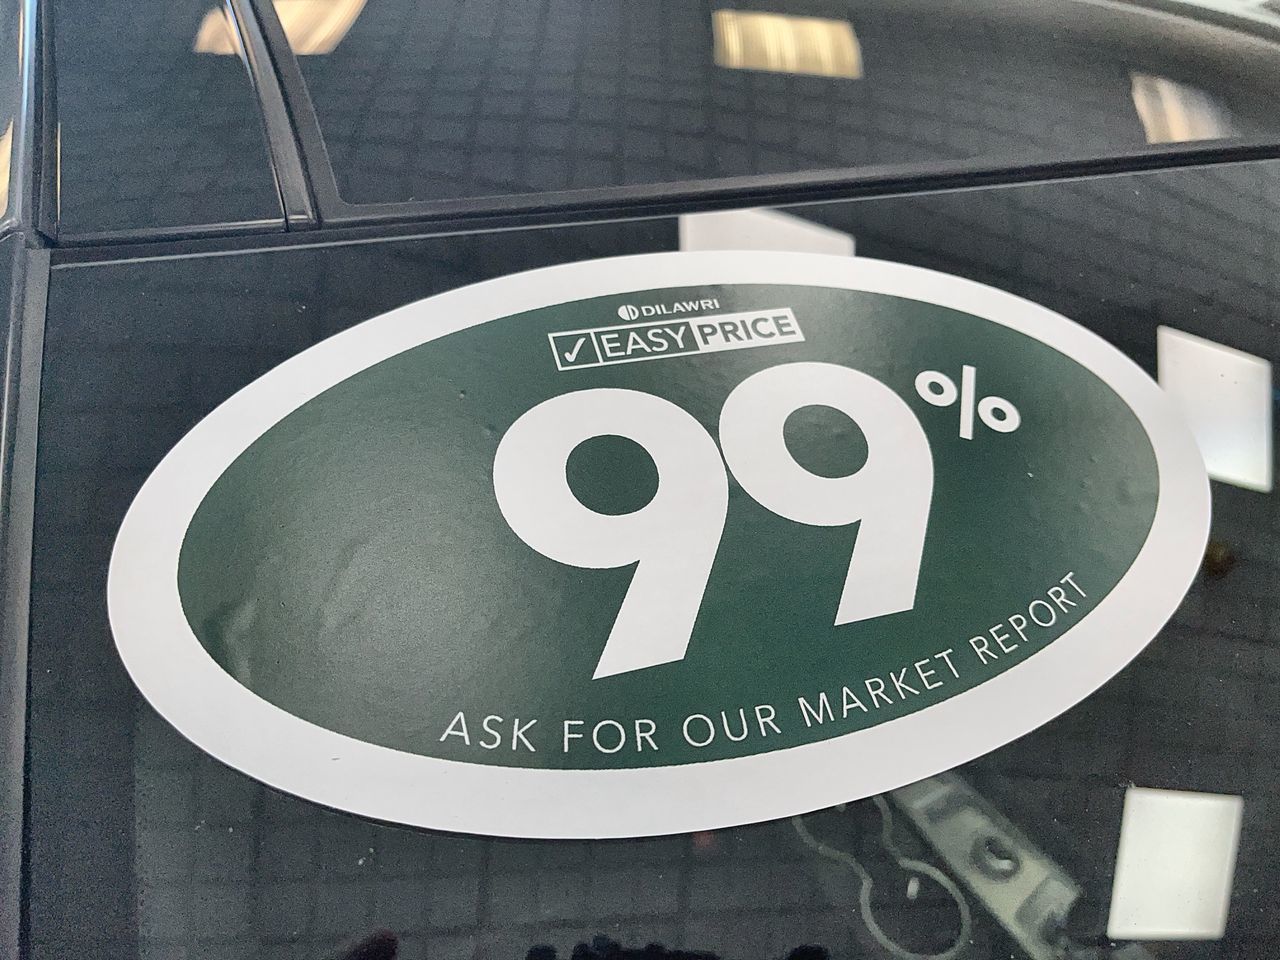 DILAWRI
✓ EASY PRICE
99%
ASK FOR OUR MARKET REPORT